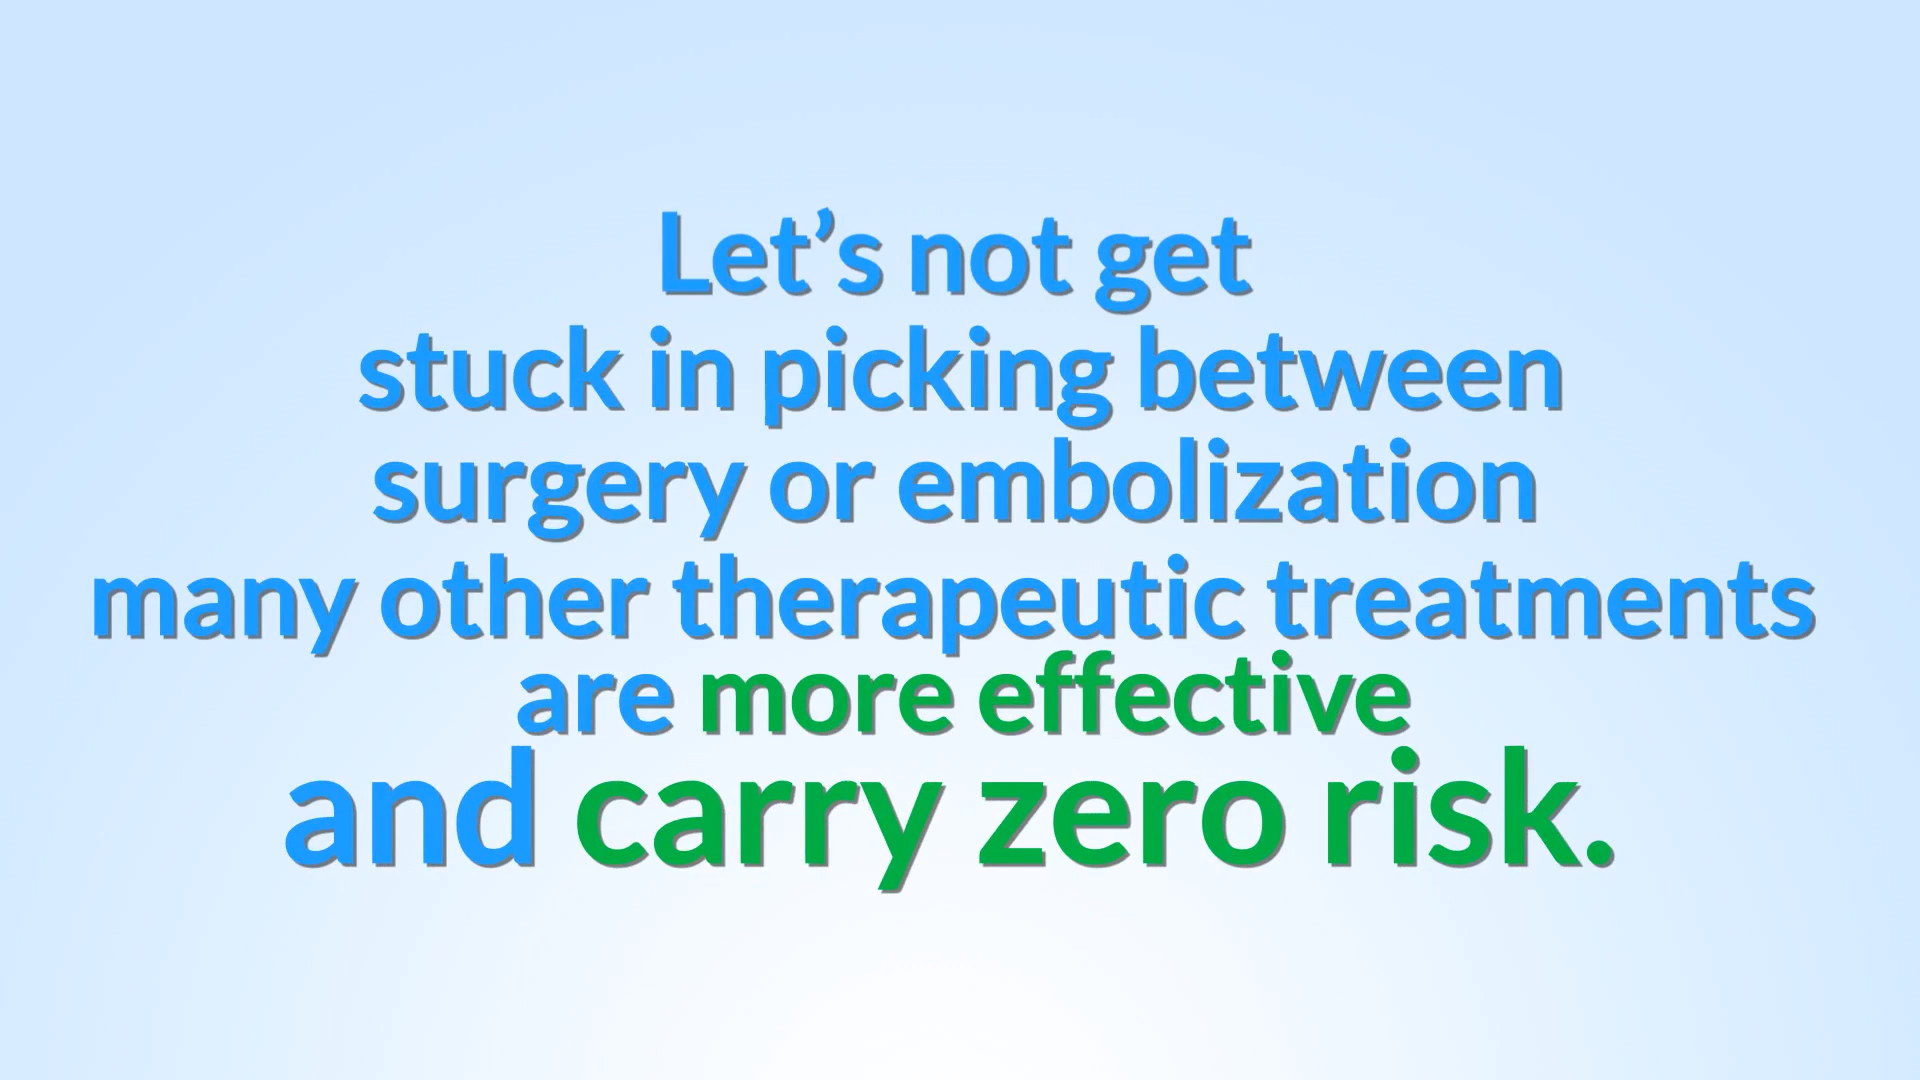 Let’s not get
stuck in picking between
surgery or embolization
many other therapeutic treatments
are more effective
and carry zero risk.